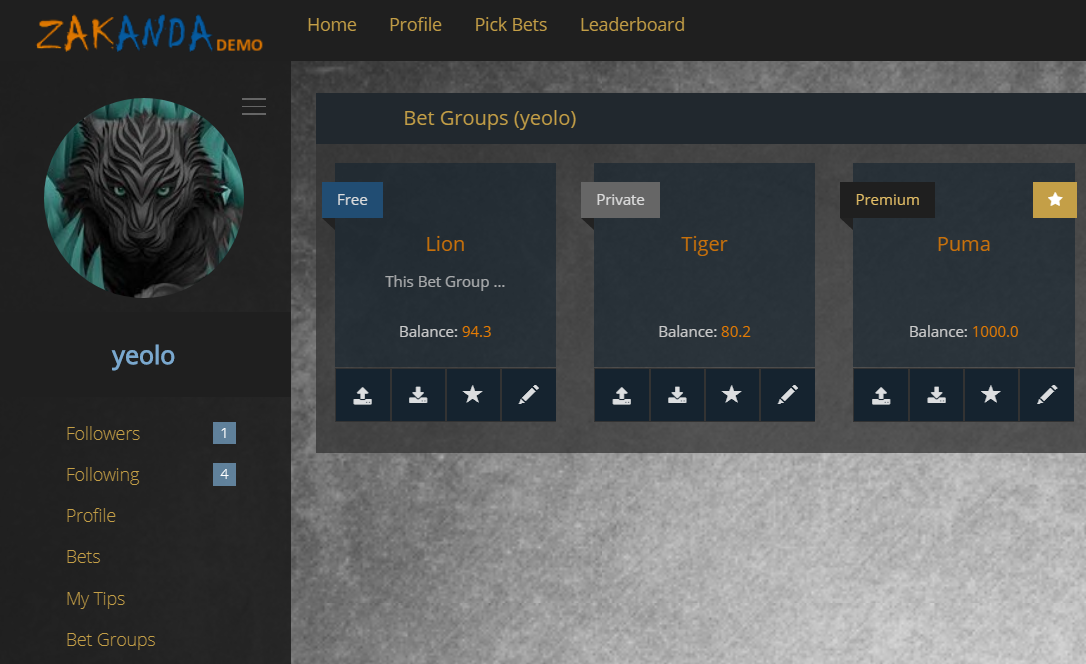 ZAKANDA DEMO
Home Profile Pick Bets Leaderboard
Bet Groups (yeolo)
Free
Lion
This Bet Group ...
Balance: 94.3
Private
Tiger
Balance: 80.2
Premium
Puma
Balance: 1000.0
yeolo
Followers 1
Following 4
Profile
Bets
My Tips
Bet Groups